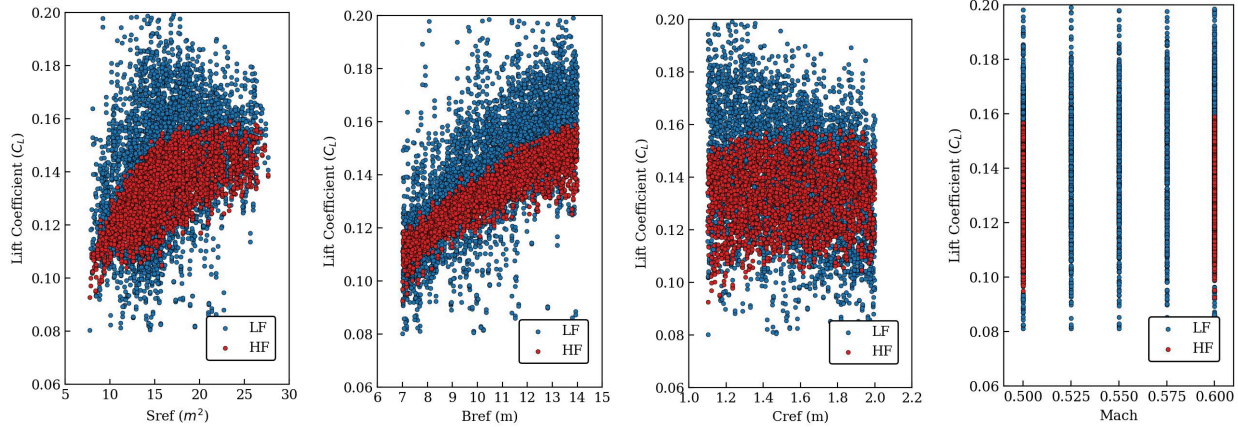 0.20
0.18
0.16
0.14
0.12
0.10
0.08
0.06
Lift Coefficient (C_L)
LF
HF
5 10 15 20 25 30
Sref (m²)
0.20
0.18
0.16
0.14
0.12
0.10
0.08
0.06
Lift Coefficient (C_L)
LF
HF
6 7 8 9 10 11 12 13 14 15
Bref (m)
0.20
0.18
0.16
0.14
0.12
0.10
0.08
0.06
Lift Coefficient (C_L)
LF
HF
1.0 1.2 1.4 1.6 1.8 2.0 2.2
Cref (m)
0.20
0.18
0.16
0.14
0.12
0.10
0.08
0.06
Lift Coefficient (C_L)
LF
HF
0.500 0.525 0.550 0.575 0.600
Mach